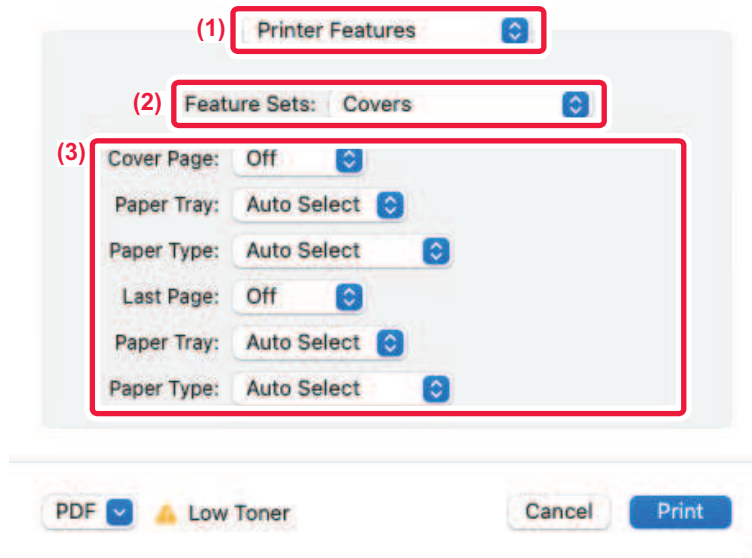 (1) Printer Features
(2) Feature Sets: Covers
(3) Cover Page: Off
Paper Tray: Auto Select
Paper Type: Auto Select
Last Page: Off
Paper Tray: Auto Select
Paper Type: Auto Select
PDF Low Toner Cancel Print